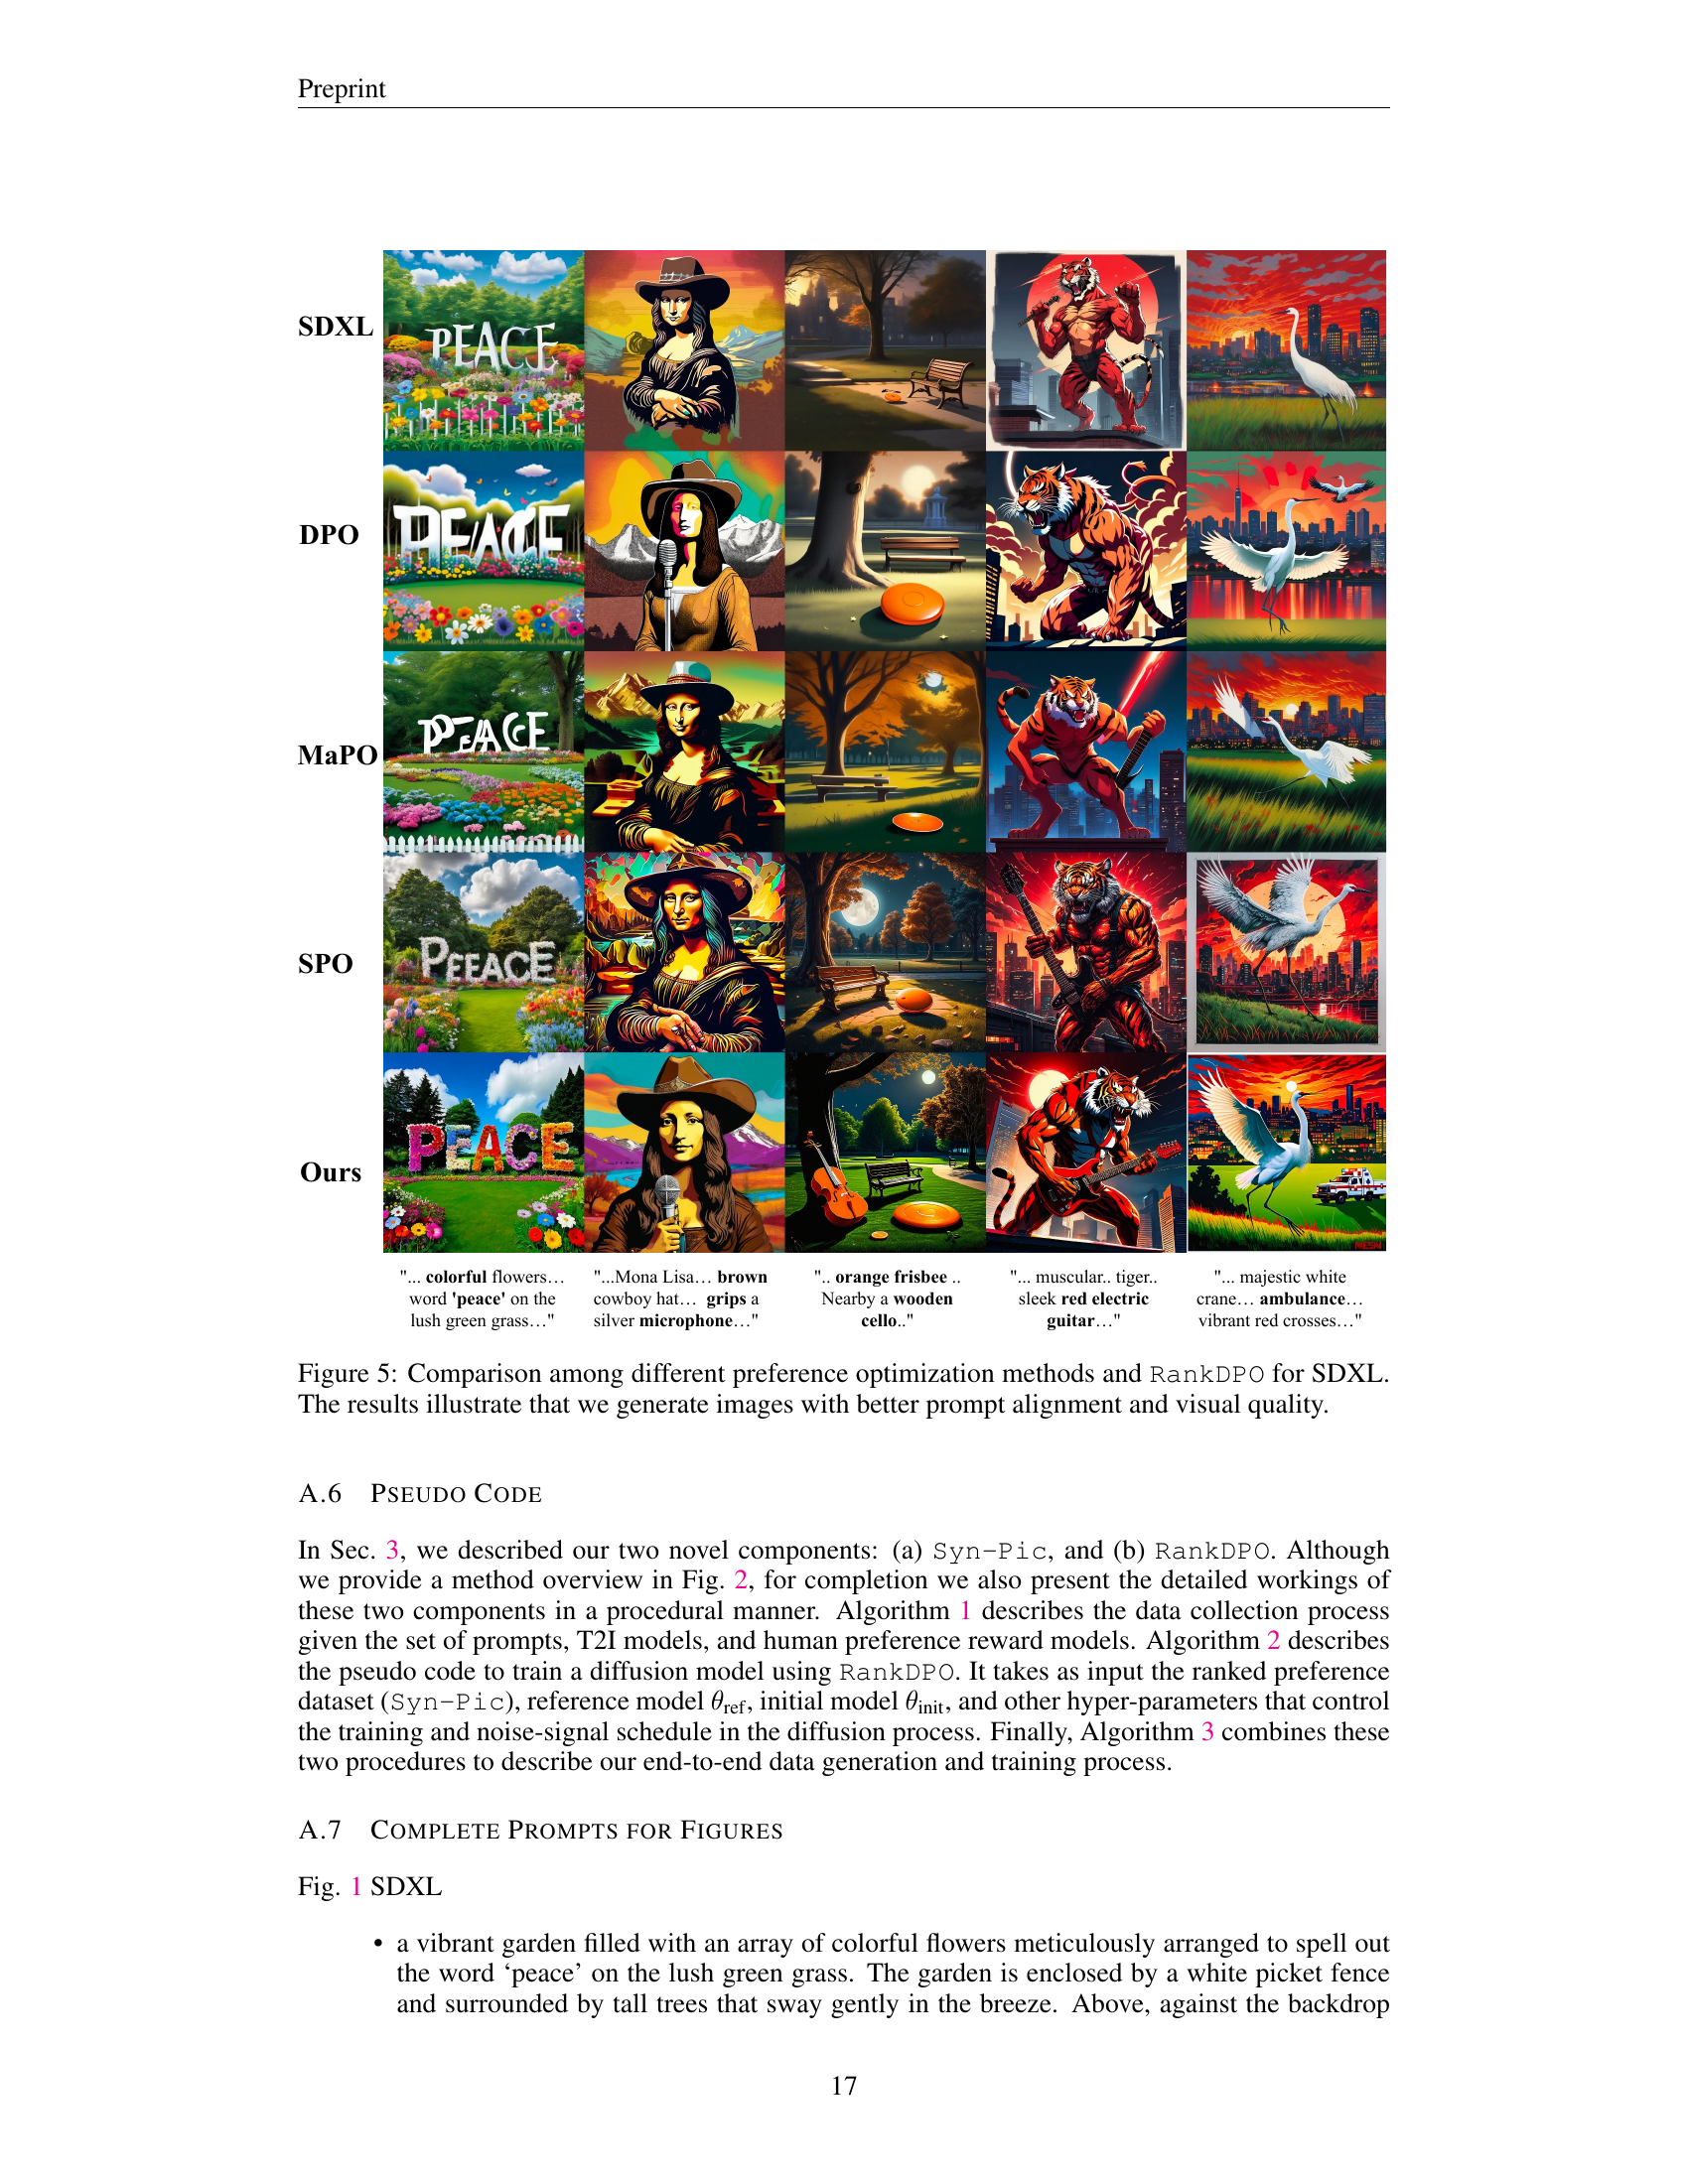 Preprint
SDXL
PEACE
DPO
PEACE
MaPO
PEACE
SPO
PEEACE
Ours
PEACE
"... colorful flowers…
word 'peace' on the
lush green grass…"
"...Mona Lisa… brown
cowboy hat… grips a
silver microphone…"
".. orange frisbee ..
Nearby a wooden
cello.."
"... muscular.. tiger..
sleek red electric
guitar…"
"... majestic white
crane… ambulance…
vibrant red crosses…"
Figure 5: Comparison among different preference optimization methods and RankDPO for SDXL.
The results illustrate that we generate images with better prompt alignment and visual quality.
A.6 PSEUDO CODE
In Sec. 3, we described our two novel components: (a) Syn-Pic, and (b) RankDPO. Although
we provide a method overview in Fig. 2, for completion we also present the detailed workings of
these two components in a procedural manner. Algorithm 1 describes the data collection process
given the set of prompts, T2I models, and human preference reward models. Algorithm 2 describes
the pseudo code to train a diffusion model using RankDPO. It takes as input the ranked preference
dataset (Syn-Pic), reference model θref, initial model θinit, and other hyper-parameters that control
the training and noise-signal schedule in the diffusion process. Finally, Algorithm 3 combines these
two procedures to describe our end-to-end data generation and training process.
A.7 COMPLETE PROMPTS FOR FIGURES
Fig. 1 SDXL
• a vibrant garden filled with an array of colorful flowers meticulously arranged to spell out
the word ‘peace’ on the lush green grass. The garden is enclosed by a white picket fence
and surrounded by tall trees that sway gently in the breeze. Above, against the backdrop
17